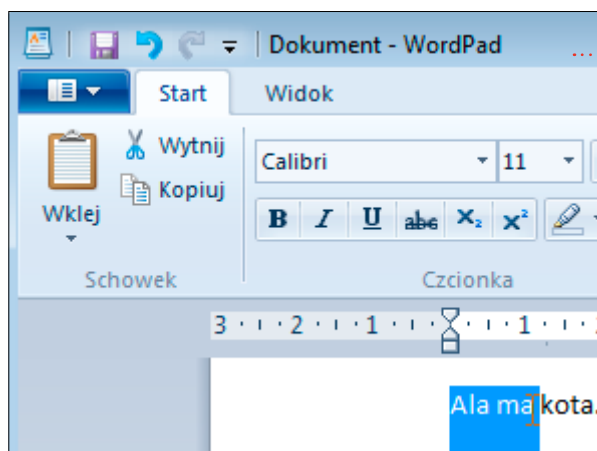 Dokument - WordPad ...
Start Widok
Wytnij
Kopiuj
Wklej
Calibri 11
B I U abc X₂ X²
Schowek Czcionka
3 2 1 1
Ala ma kota.